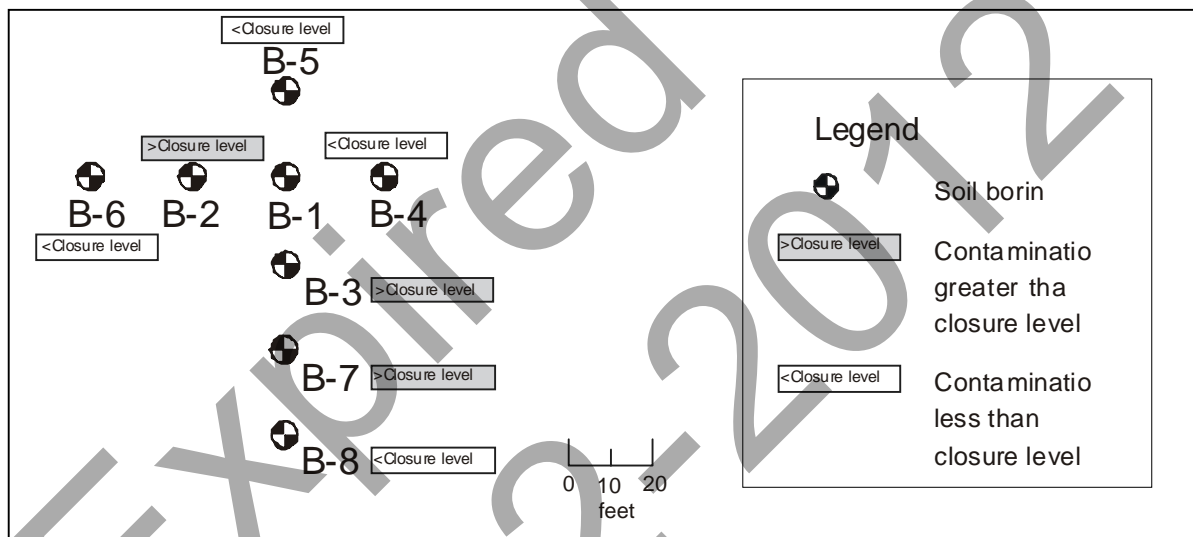 <Closure level
B-5
>Closure level
<Closure level
B-6
B-2
B-1
B-4
<Closure level
B-3
>Closure level
B-7
>Closure level
B-8
<Closure level
0 10 20
feet
Legend
Soil borin
>Closure level
Contaminatio
greater tha
closure level
<Closure level
Contaminatio
less than
closure level
Expired
2-2012